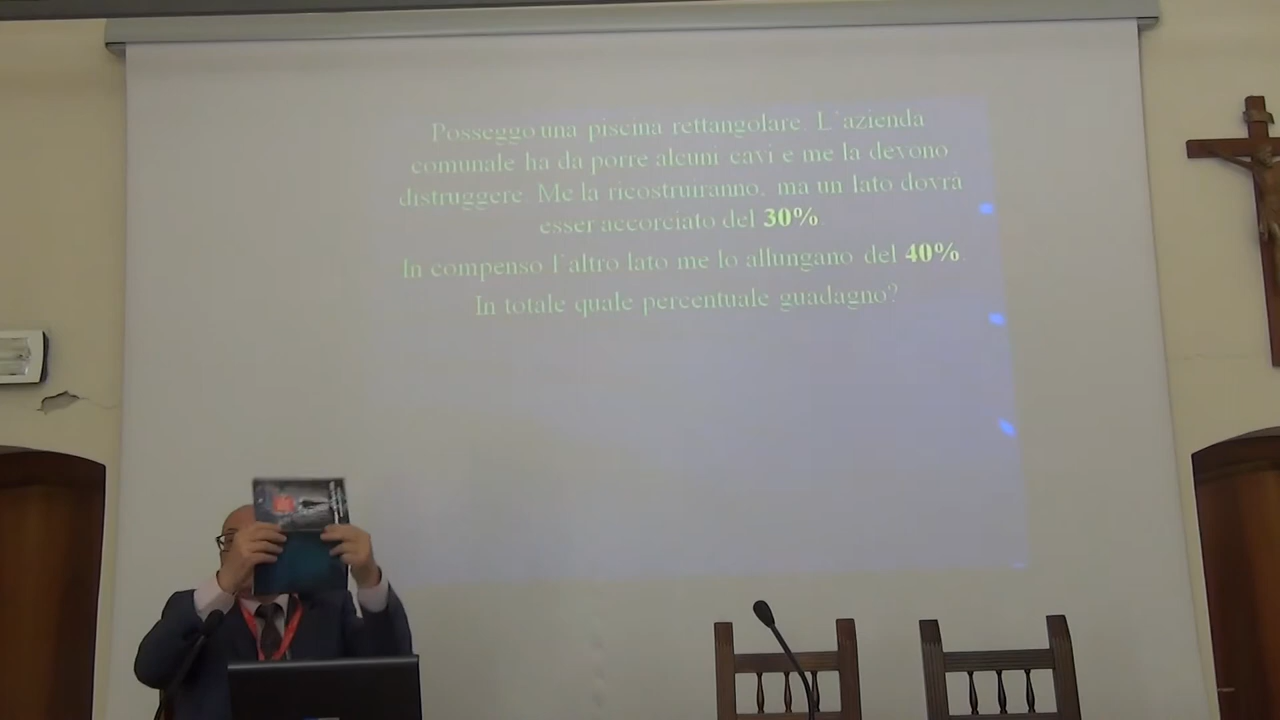 Posseggo una piscina rettangolare. L'azienda
comunale ha da porre alcuni cavi e me la devono
distruggere. Me la ricostruiranno, ma un lato dovrà
esser accorciato del 30%.
In compenso l'altro lato me lo allungano del 40%.
In totale quale percentuale guadagno?